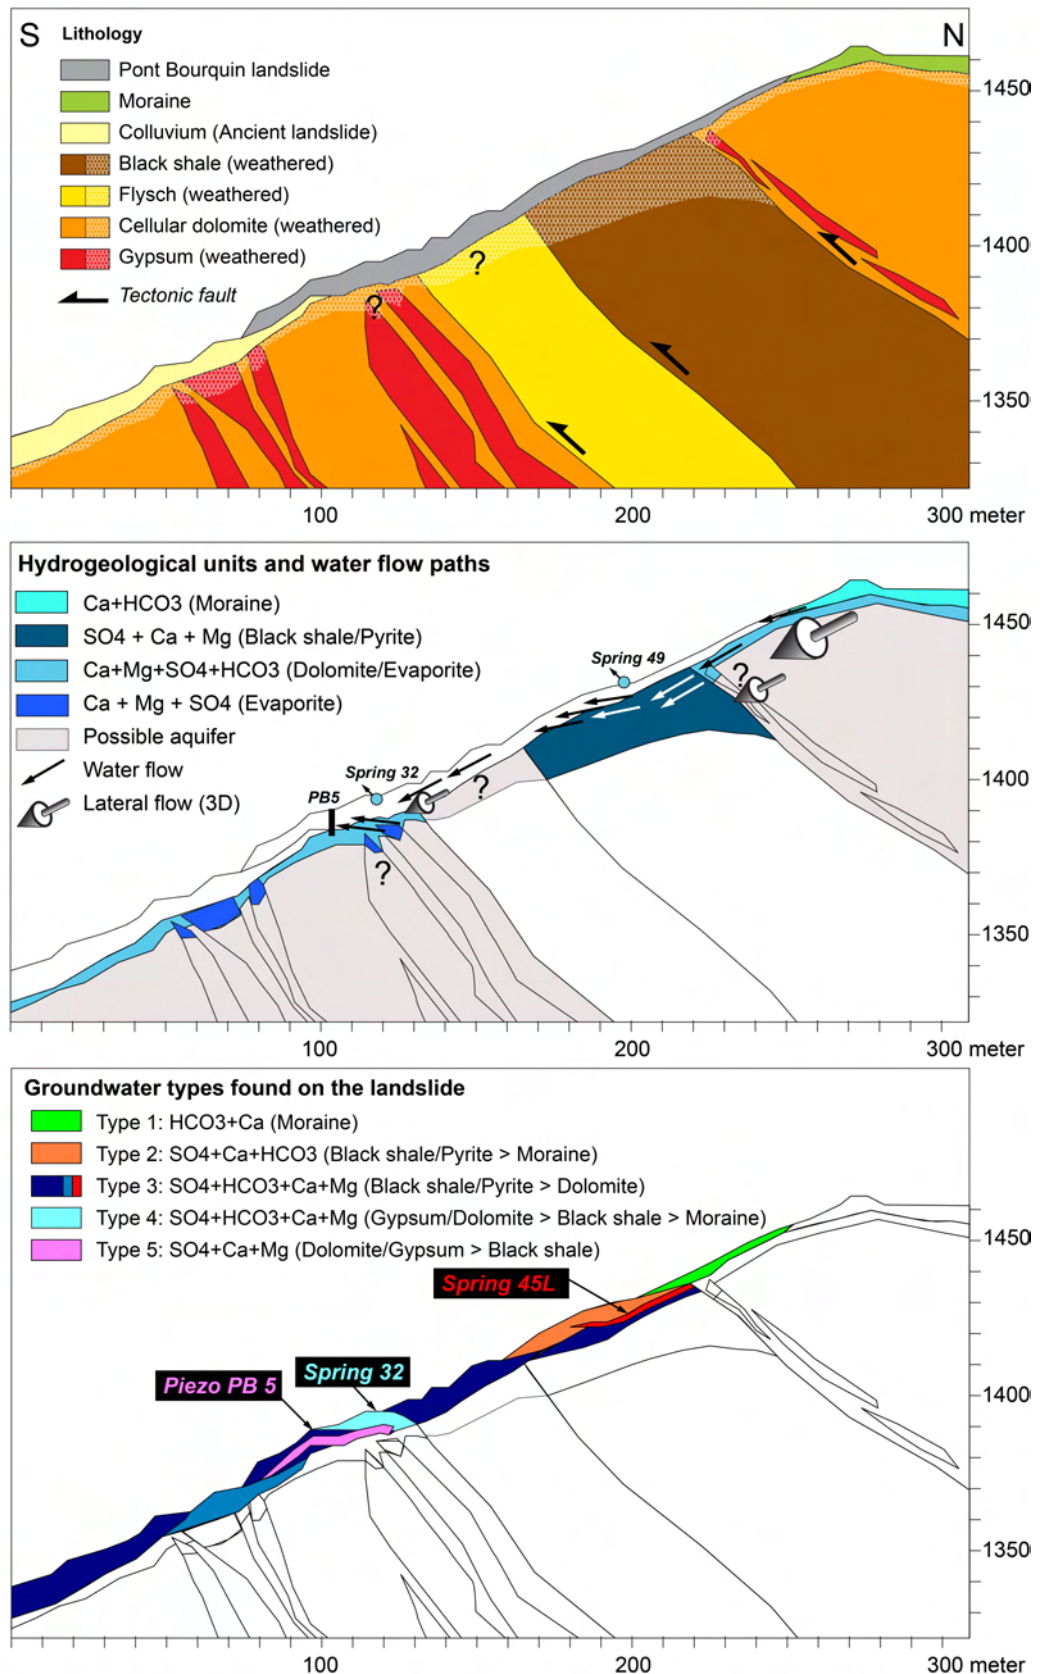 S
Lithology
N
Pont Bourquin landslide
Moraine
Colluvium (Ancient landslide)
Black shale (weathered)
Flysch (weathered)
Cellular dolomite (weathered)
Gypsum (weathered)
Tectonic fault
?
?
1450
1400
1350
100
200
300 meter
Hydrogeological units and water flow paths
Ca+HCO3 (Moraine)
SO4 + Ca + Mg (Black shale/Pyrite)
Ca+Mg+SO4+HCO3 (Dolomite/Evaporite)
Ca + Mg + SO4 (Evaporite)
Possible aquifer
Water flow
Lateral flow (3D)
Spring 49
?
Spring 32
PB5
?
?
1450
1400
1350
100
200
300 meter
Groundwater types found on the landslide
Type 1: HCO3+Ca (Moraine)
Type 2: SO4+Ca+HCO3 (Black shale/Pyrite > Moraine)
Type 3: SO4+HCO3+Ca+Mg (Black shale/Pyrite > Dolomite)
Type 4: SO4+HCO3+Ca+Mg (Gypsum/Dolomite > Black shale > Moraine)
Type 5: SO4+Ca+Mg (Dolomite/Gypsum > Black shale)
Spring 45L
Spring 32
Piezo PB 5
1450
1400
1350
100
200
300 meter